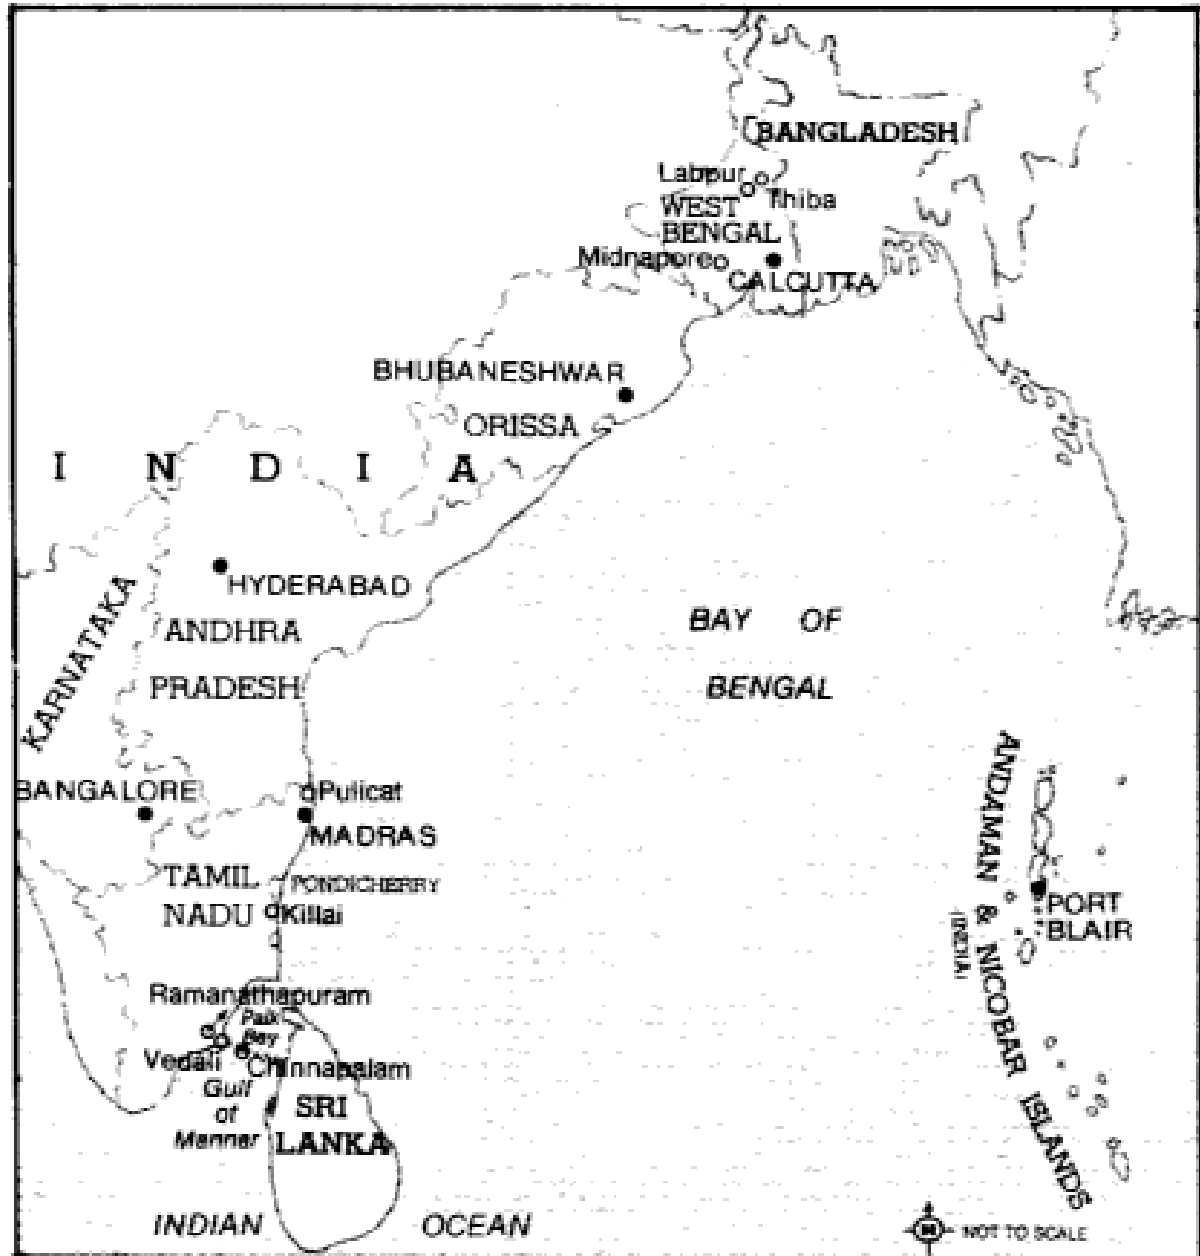 BANGLADESH
Labpur
Thiba
WEST
BENGAL
Midnapore
CALCUTTA
BHUBANESHWAR
ORISSA
I N D I A
HYDERABAD
KARNATAKA
ANDHRA
PRADESH
BAY OF
BENGAL
BANGALORE
Pulicat
MADRAS
TAMIL
NADU
PONDICHERRY
Killai
ANDAMAN & NICOBAR ISLANDS
(INDIA)
PORT
BLAIR
Ramanathapuram
Palk
Bay
Vedali
Chinnapalam
Gulf
of
Mannar
SRI
LANKA
INDIAN OCEAN
N
NOT TO SCALE